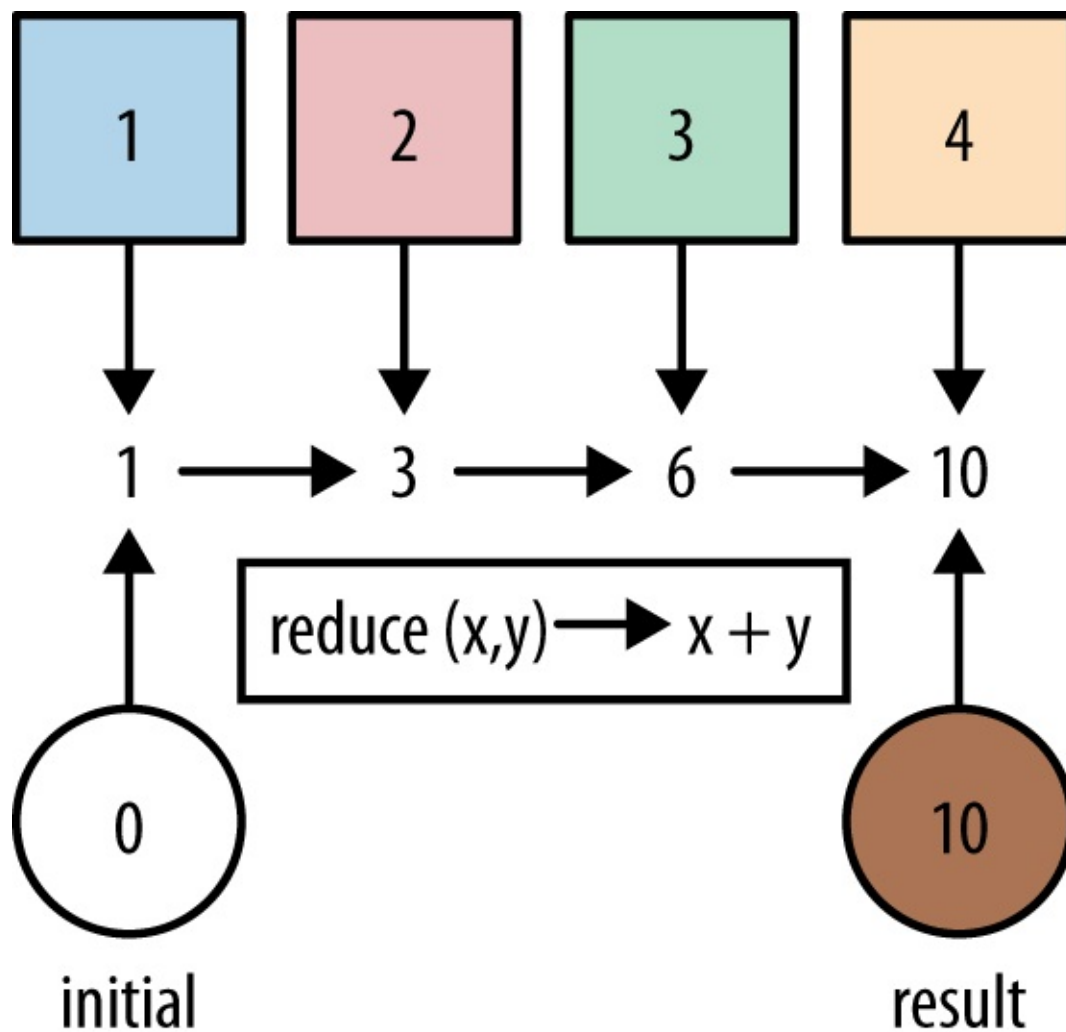 1 2 3 4
1 3 6 10
reduce (x,y) x + y
0 10
initial result